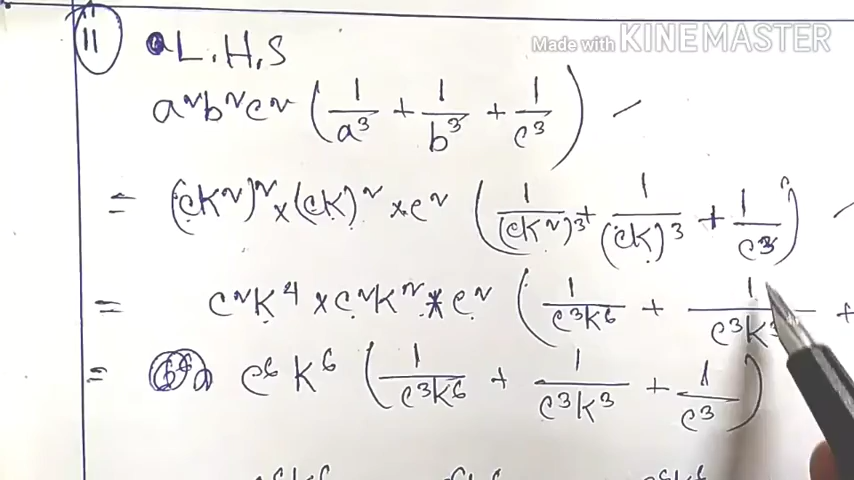 Made with KINEMASTER
ii L.H.S
a²b²c² (1/a³ + 1/b³ + 1/c³)
= (ck²)² × (ck)² × c² (1/(ck²)³ + 1/(ck)³ + 1/c³)
= c²k⁴ × c²k² × c² (1/c³k⁶ + 1/c³k³ +
= c⁶k⁶ (1/c³k⁶ + 1/c³k³ + 1/c³)